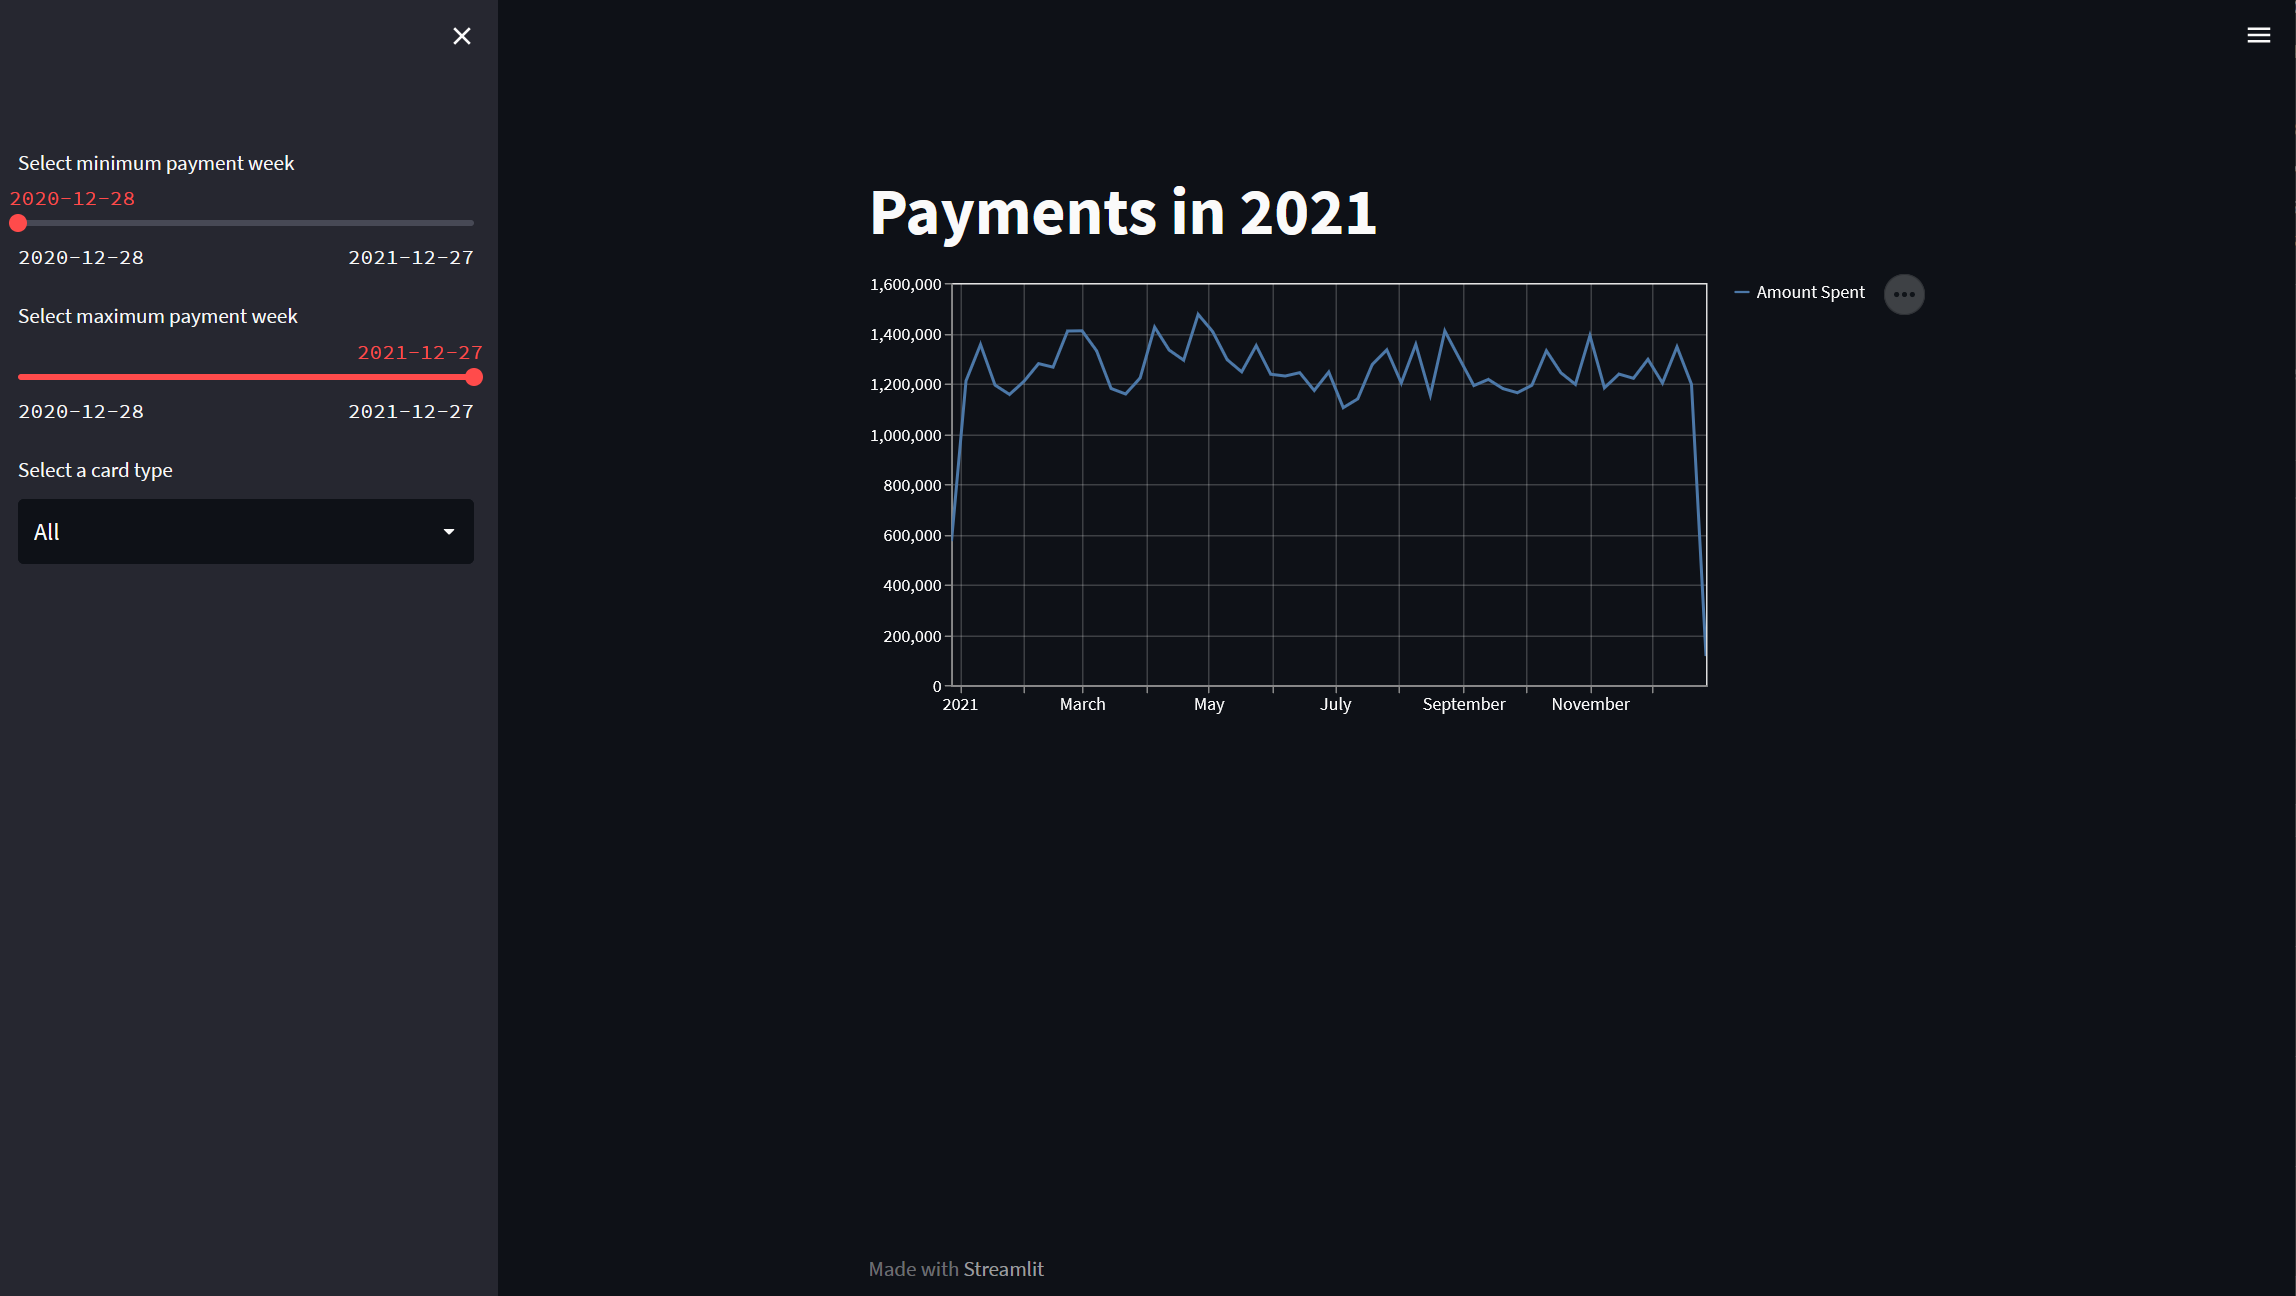 Select minimum payment week
2020-12-28
2020-12-28 2021-12-27
Select maximum payment week
2021-12-27
2020-12-28 2021-12-27
Select a card type
All
Payments in 2021
1,600,000
1,400,000
1,200,000
1,000,000
800,000
600,000
400,000
200,000
0
2021 March May July September November
Amount Spent
Made with Streamlit